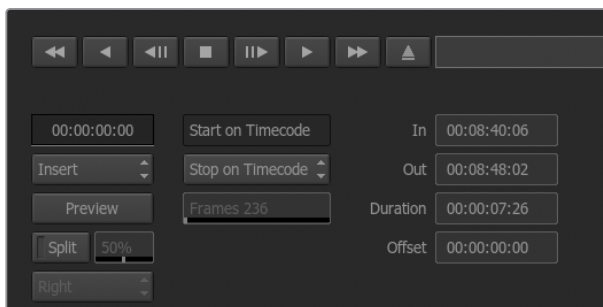 00:00:00:00 Start on Timecode In 00:08:40:06
Insert Stop on Timecode Out 00:08:48:02
Preview Frames 236 Duration 00:00:07:26
Split 50% Offset 00:00:00:00
Right